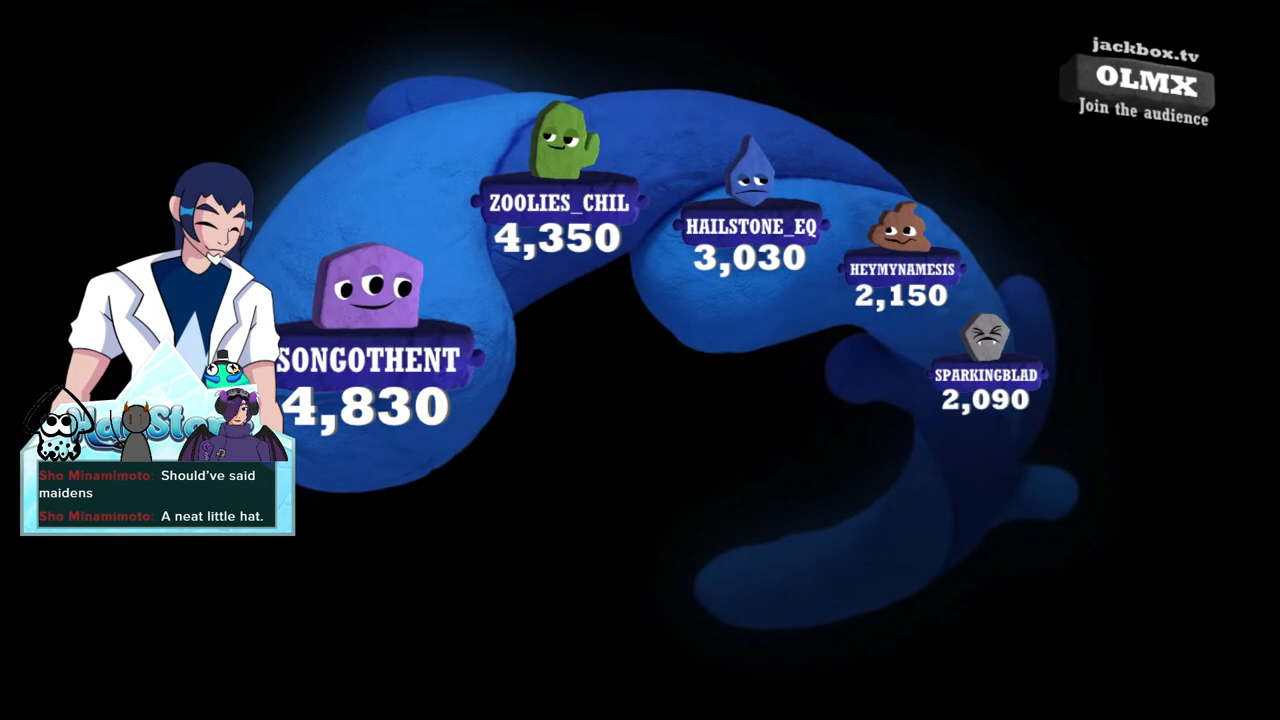 jackbox.tv
OLMX
Join the audience
ZOOLIES_CHIL
4,350
HAILSTONE_EQ
3,030
HEYMYNAMESIS
2,150
SONGOTHENT
4,830
SPARKINGBLAD
2,090
Sho Minamimoto: Should've said
maidens
Sho Minamimoto: A neat little hat.